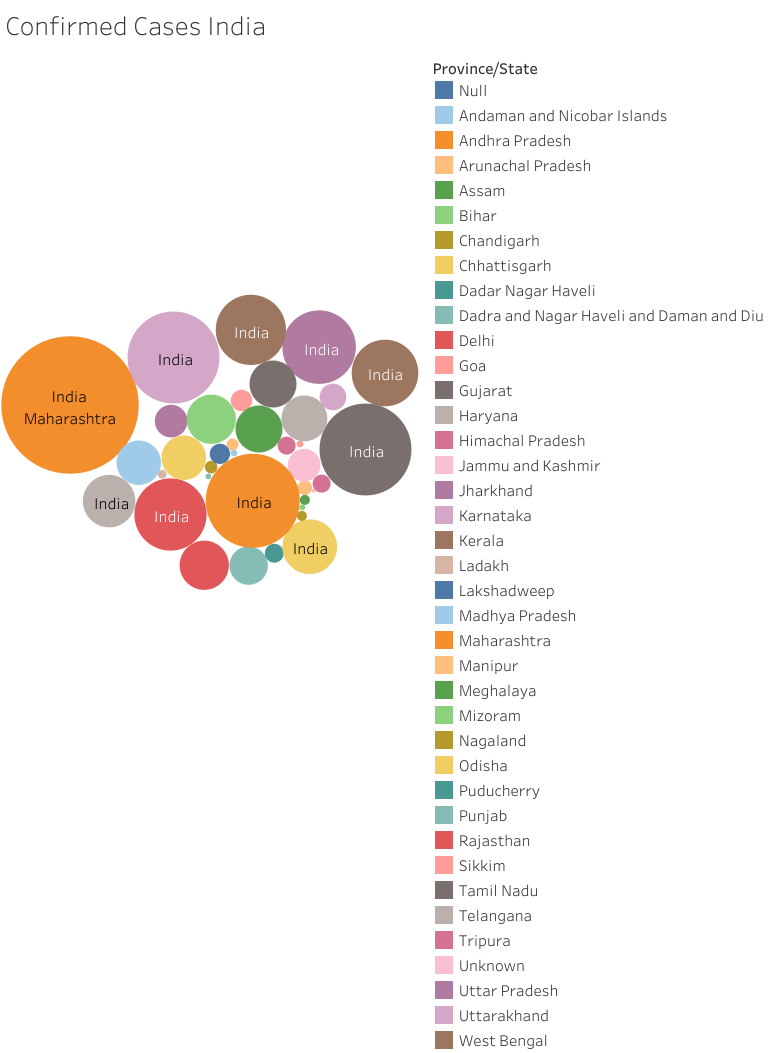 Confirmed Cases India
Province/State
Null
Andaman and Nicobar Islands
Andhra Pradesh
Arunachal Pradesh
Assam
Bihar
Chandigarh
Chhattisgarh
Dadar Nagar Haveli
Dadra and Nagar Haveli and Daman and Diu
Delhi
Goa
Gujarat
Haryana
Himachal Pradesh
Jammu and Kashmir
Jharkhand
Karnataka
Kerala
Ladakh
Lakshadweep
Madhya Pradesh
Maharashtra
Manipur
Meghalaya
Mizoram
Nagaland
Odisha
Puducherry
Punjab
Rajasthan
Sikkim
Tamil Nadu
Telangana
Tripura
Unknown
Uttar Pradesh
Uttarakhand
West Bengal
India
India
India
India
India
Maharashtra
India
India
India
India
India